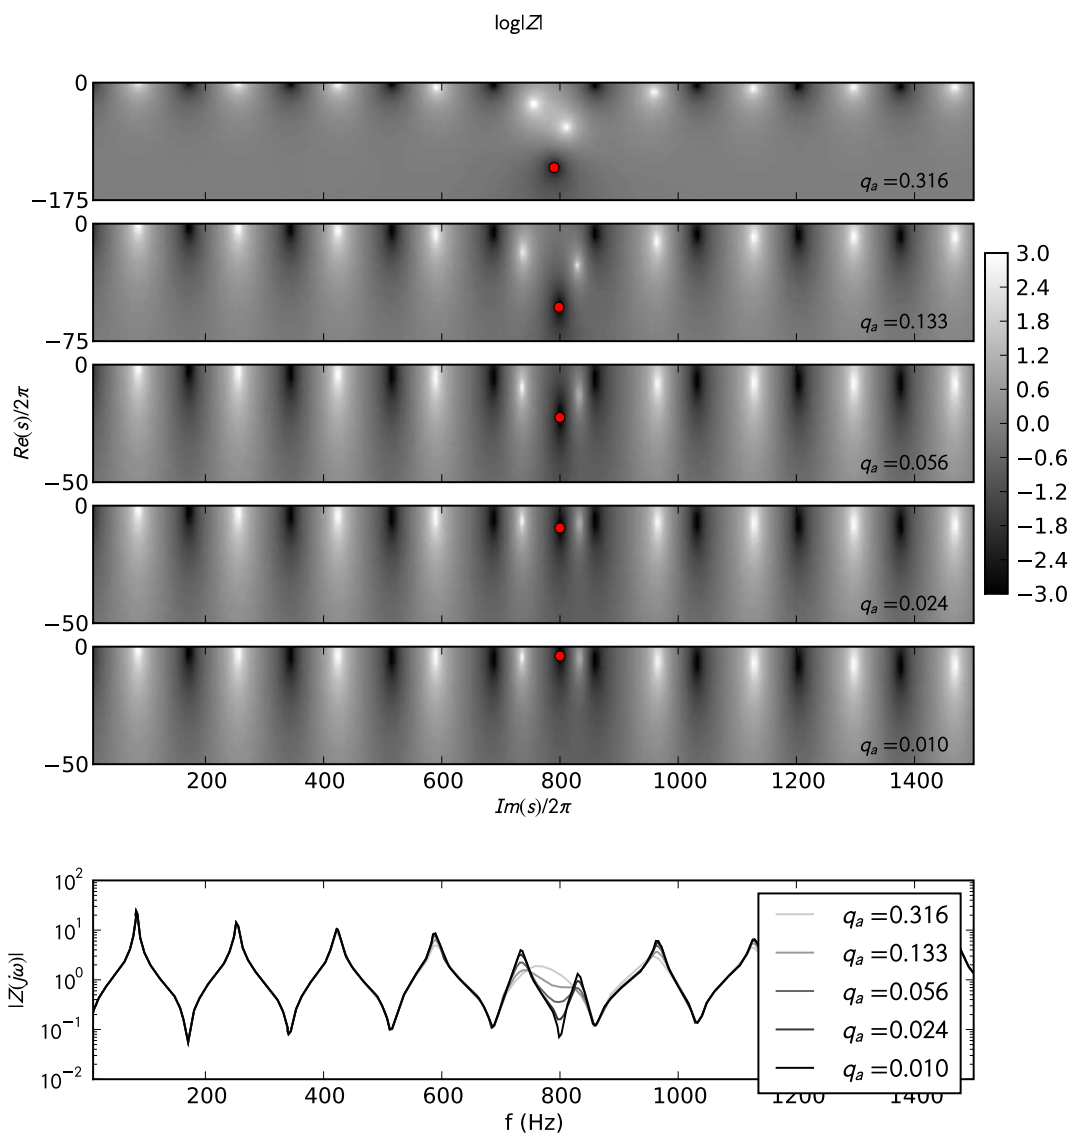 log|Z|
0
−175
q_a=0.316
0
−75
q_a=0.133
0
−50
q_a=0.056
0
−50
q_a=0.024
0
−50
q_a=0.010
Re(s)/2π
200 400 600 800 1000 1200 1400
Im(s)/2π
3.0
2.4
1.8
1.2
0.6
0.0
−0.6
−1.2
−1.8
−2.4
−3.0
|Z(jω)|
10^2
10^1
10^0
10^−1
10^−2
q_a=0.316
q_a=0.133
q_a=0.056
q_a=0.024
q_a=0.010
200 400 600 800 1000 1200 1400
f (Hz)